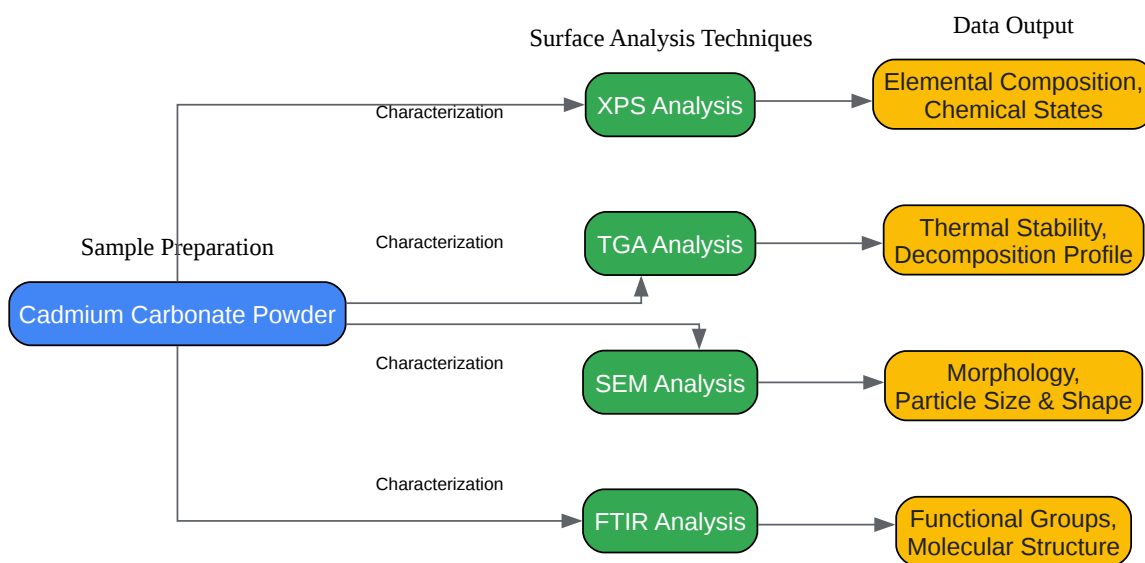 Surface Analysis Techniques
Data Output
Characterization
XPS Analysis
Elemental Composition,
Chemical States
Sample Preparation
Characterization
TGA Analysis
Thermal Stability,
Decomposition Profile
Cadmium Carbonate Powder
Characterization
SEM Analysis
Morphology,
Particle Size & Shape
Characterization
FTIR Analysis
Functional Groups,
Molecular Structure